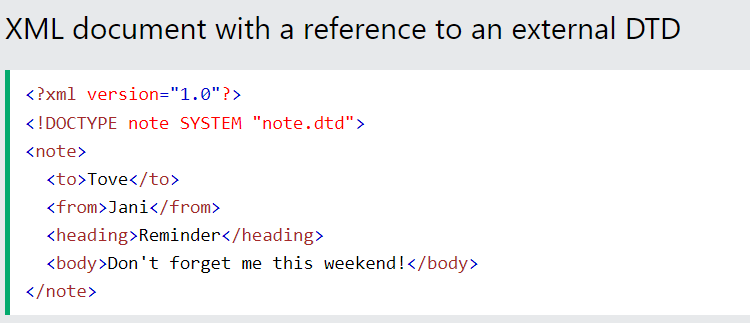 XML document with a reference to an external DTD
<?xml version="1.0"?>
<!DOCTYPE note SYSTEM "note.dtd">
<note>
  <to>Tove</to>
  <from>Jani</from>
  <heading>Reminder</heading>
  <body>Don't forget me this weekend!</body>
</note>